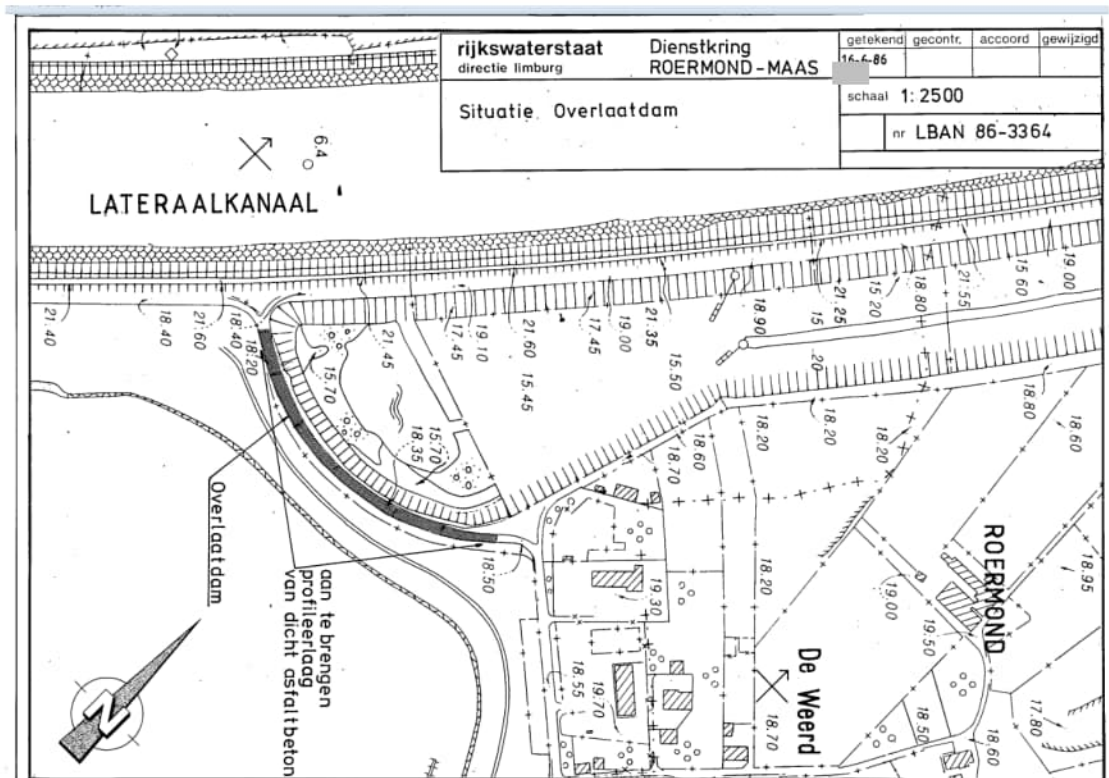 rijkswaterstaat
directie limburg
Dienstkring
ROERMOND-MAAS
getekend gecontr. accoord gewijzigd
16-6-86
schaal 1:2500
nr LBAN 86-3364
Situatie Overlaatdam
6.4
LATERAALKANAAL
21.40
18.40
21.60
18.40
18.20
21.45
17.45
19.10
21.60
15.45
17.45
19.00
21.35
15.50
18.90
15
20
21.25
15.20
18.80
21.55
15.60
19.00
15.70
15.70
18.35
18.70
18.60
18.20
18.20
18.20
18.80
18.60
18.50
19.30
18.20
19.00
19.50
18.95
ROERMOND
Overlaatdam
aan te brengen
profileerlaag
van dicht asfaltbeton
18.55
19.70
18.70
De Weerd
18.50
18.60
17.80
N